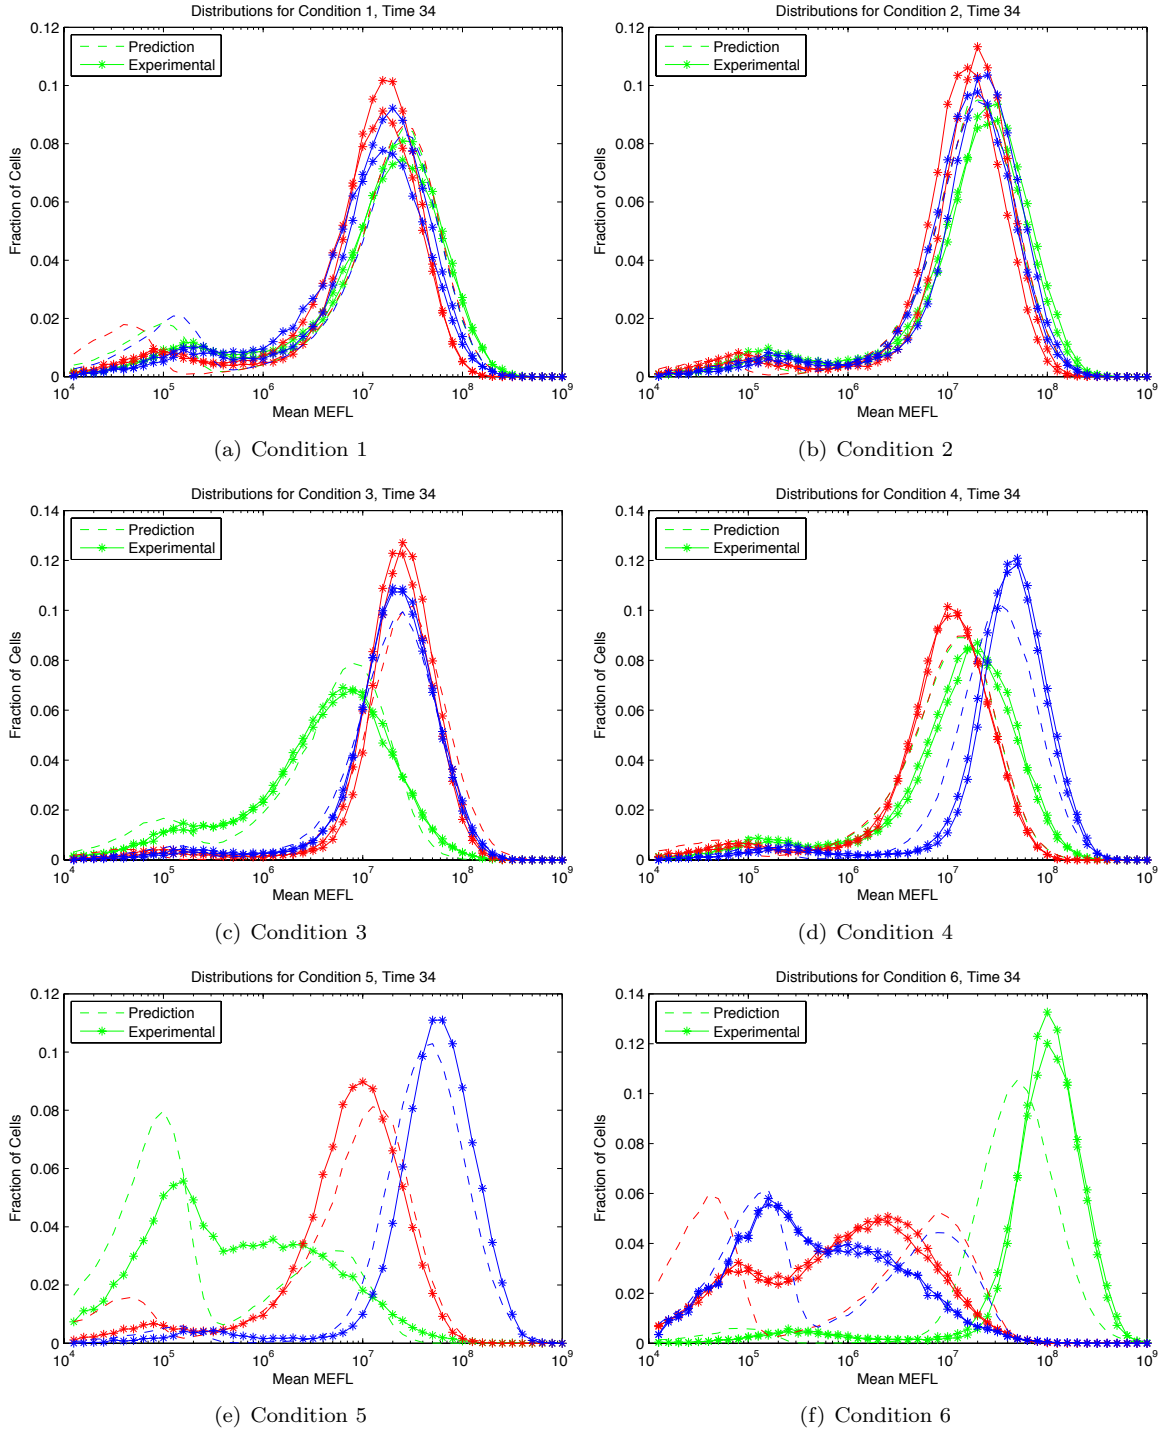 Distributions for Condition 1, Time 34
Prediction
Experimental
0.12
0.1
0.08
0.06
0.04
0.02
0
Fraction of Cells
10^4 10^5 10^6 10^7 10^8 10^9
Mean MEFL
(a) Condition 1
Distributions for Condition 2, Time 34
Prediction
Experimental
0.12
0.1
0.08
0.06
0.04
0.02
0
Fraction of Cells
10^4 10^5 10^6 10^7 10^8 10^9
Mean MEFL
(b) Condition 2
Distributions for Condition 3, Time 34
Prediction
Experimental
0.14
0.12
0.1
0.08
0.06
0.04
0.02
0
Fraction of Cells
10^4 10^5 10^6 10^7 10^8 10^9
Mean MEFL
(c) Condition 3
Distributions for Condition 4, Time 34
Prediction
Experimental
0.14
0.12
0.1
0.08
0.06
0.04
0.02
0
Fraction of Cells
10^4 10^5 10^6 10^7 10^8 10^9
Mean MEFL
(d) Condition 4
Distributions for Condition 5, Time 34
Prediction
Experimental
0.12
0.1
0.08
0.06
0.04
0.02
0
Fraction of Cells
10^4 10^5 10^6 10^7 10^8 10^9
Mean MEFL
(e) Condition 5
Distributions for Condition 6, Time 34
Prediction
Experimental
0.14
0.12
0.1
0.08
0.06
0.04
0.02
0
Fraction of Cells
10^4 10^5 10^6 10^7 10^8 10^9
Mean MEFL
(f) Condition 6